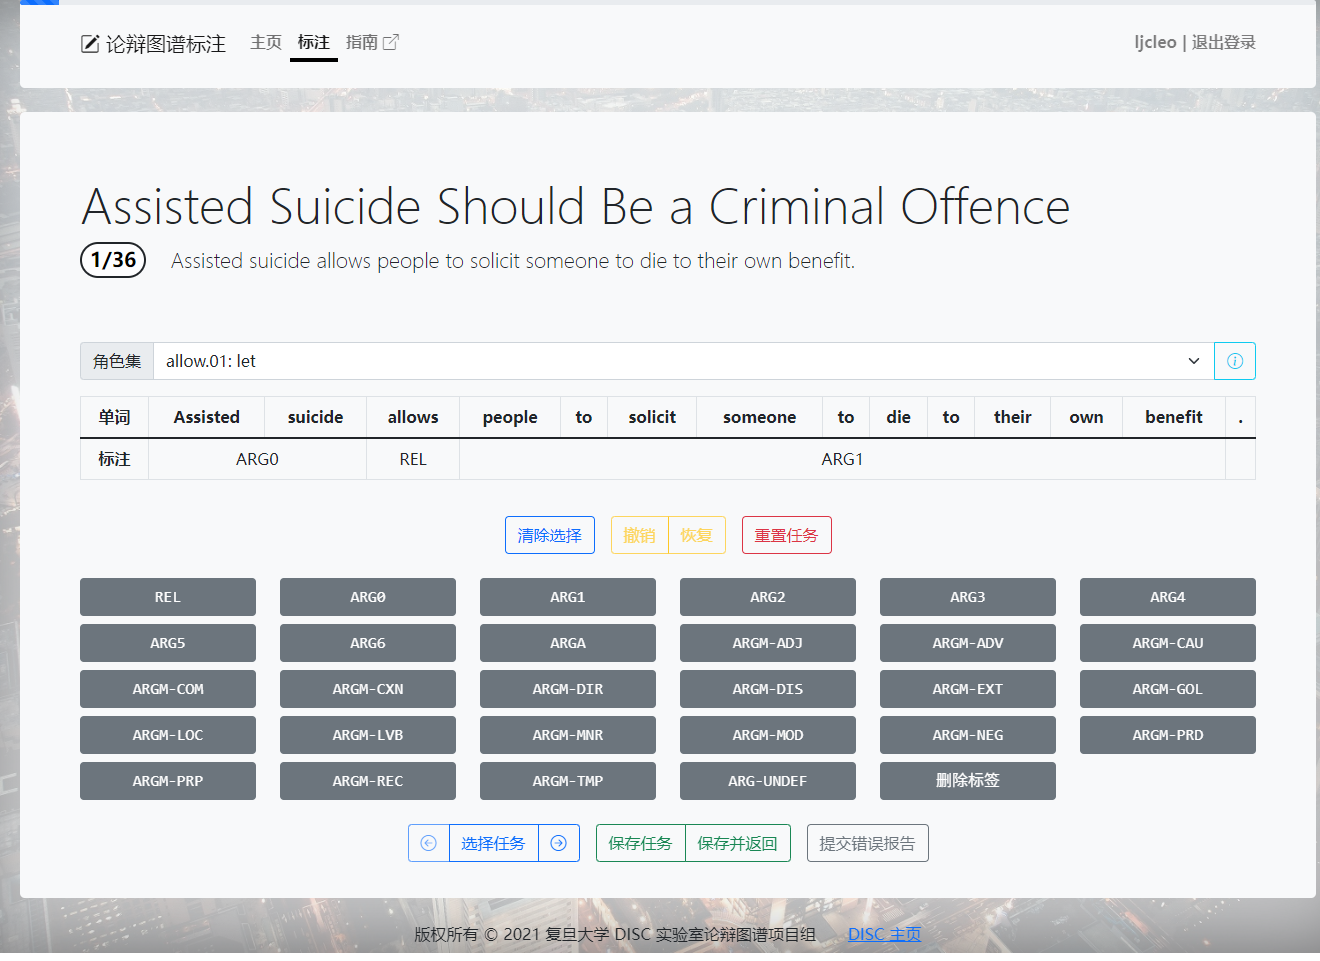 论辩图谱标注 主页 标注 指南 ljcleo | 退出登录
Assisted Suicide Should Be a Criminal Offence
1/36 Assisted suicide allows people to solicit someone to die to their own benefit.
角色集 allow.01: let
单词 Assisted suicide allows people to solicit someone to die to their own benefit .
标注 ARG0 REL ARG1
清除选择 撤销 恢复 重置任务
REL ARG0 ARG1 ARG2 ARG3 ARG4
ARG5 ARG6 ARGA ARGM-ADJ ARGM-ADV ARGM-CAU
ARGM-COM ARGM-CXN ARGM-DIR ARGM-DIS ARGM-EXT ARGM-GOL
ARGM-LOC ARGM-LVB ARGM-MNR ARGM-MOD ARGM-NEG ARGM-PRD
ARGM-PRP ARGM-REC ARGM-TMP ARG-UNDEF 删除标签
选择任务 保存任务 保存并返回 提交错误报告
版权所有 © 2021 复旦大学 DISC 实验室论辩图谱项目组 DISC 主页